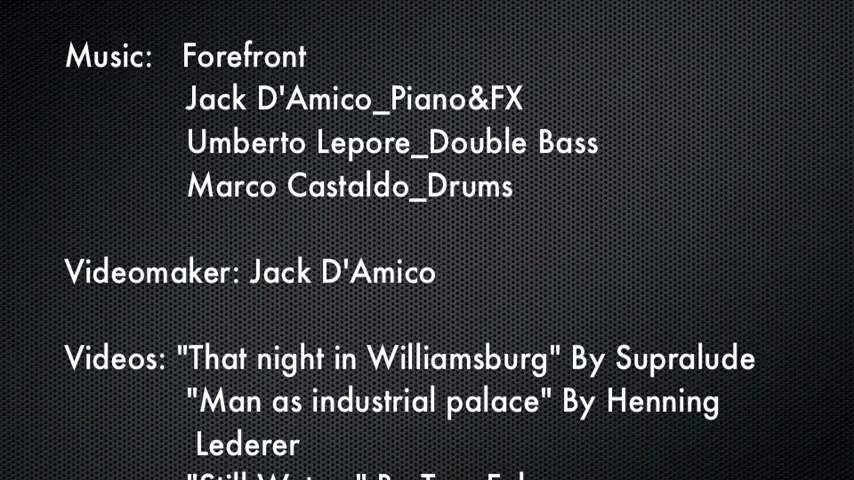 Music: Forefront
Jack D'Amico_Piano&FX
Umberto Lepore_Double Bass
Marco Castaldo_Drums
Videomaker: Jack D'Amico
Videos: "That night in Williamsburg" By Supralude
"Man as industrial palace" By Henning
Lederer
"Still